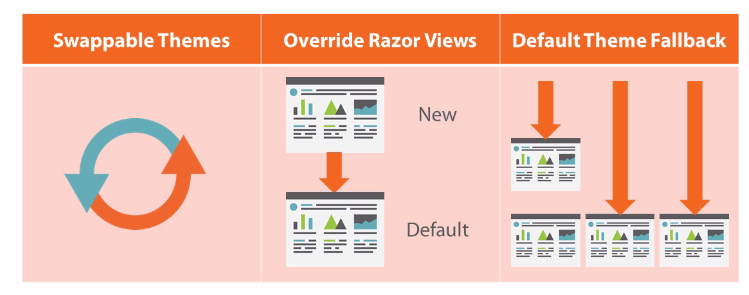 Swappable Themes
Override Razor Views
Default Theme Fallback
New
Default